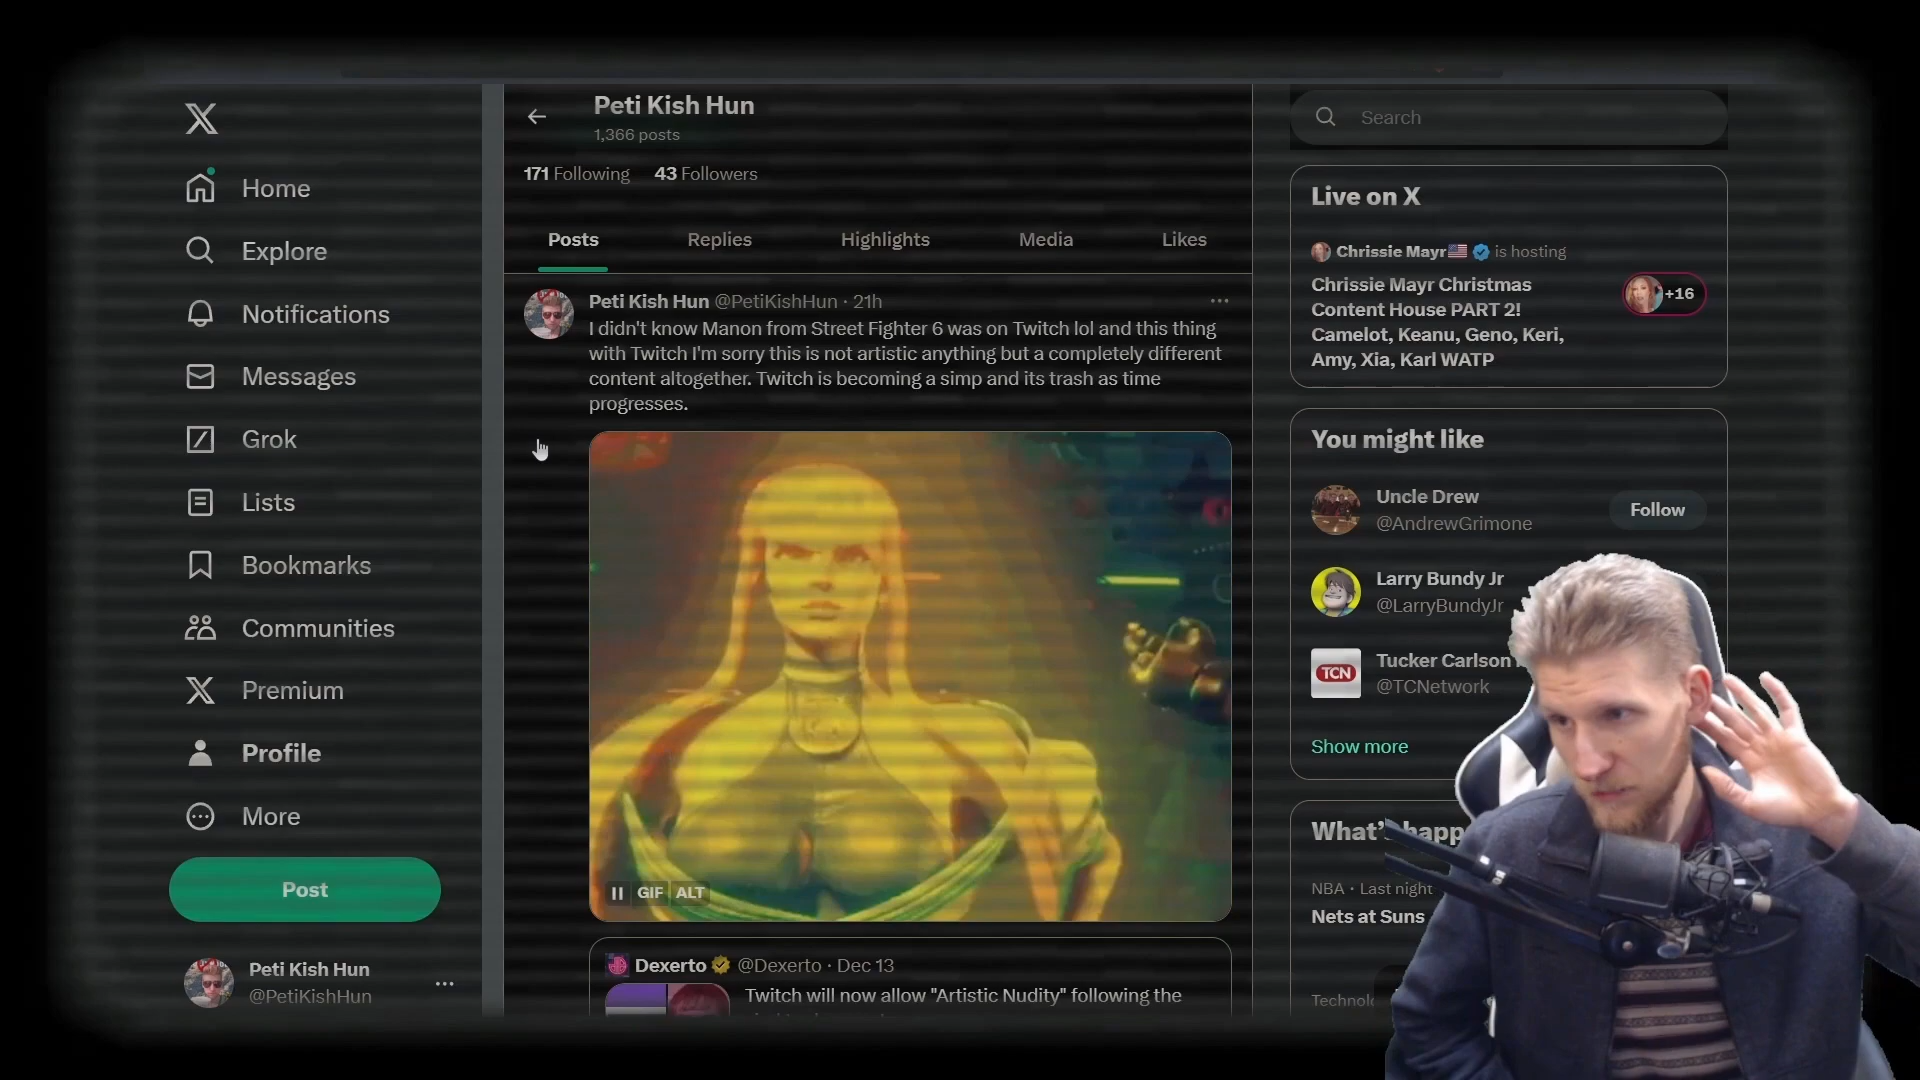 Home
Explore
Notifications
Messages
Grok
Lists
Bookmarks
Communities
Premium
Profile
More
Post
Peti Kish Hun
@PetiKishHun
Peti Kish Hun
1,366 posts
171 Following 43 Followers
Posts Replies Highlights Media Likes
Peti Kish Hun @PetiKishHun · 21h
I didn't know Manon from Street Fighter 6 was on Twitch lol and this thing
with Twitch I'm sorry this is not artistic anything but a completely different
content altogether. Twitch is becoming a simp and its trash as time
progresses.
GIF ALT
Dexerto @Dexerto · Dec 13
Twitch will now allow "Artistic Nudity" following the
Search
Live on X
Chrissie Mayr is hosting
Chrissie Mayr Christmas
Content House PART 2!
Camelot, Keanu, Geno, Keri,
Amy, Xia, Karl WATP
+16
You might like
Uncle Drew
@AndrewGrimone
Follow
Larry Bundy Jr
@LarryBundyJr
TCN
Tucker Carlson
@TCNetwork
Show more
What's happ
NBA · Last night
Nets at Suns
Technolo